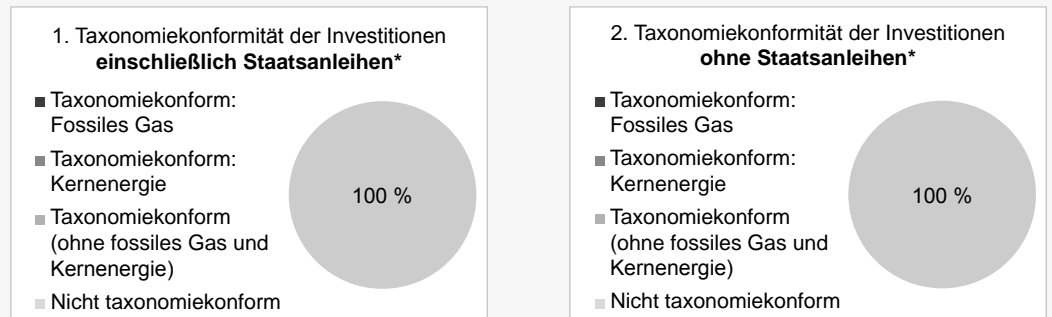 1. Taxonomiekonformität der Investitionen
einschließlich Staatsanleihen*
Taxonomiekonform:
Fossiles Gas
Taxonomiekonform:
Kernenergie
Taxonomiekonform
(ohne fossiles Gas und
Kernenergie)
Nicht taxonomiekonform
100 %
2. Taxonomiekonformität der Investitionen
ohne Staatsanleihen*
Taxonomiekonform:
Fossiles Gas
Taxonomiekonform:
Kernenergie
Taxonomiekonform
(ohne fossiles Gas und
Kernenergie)
Nicht taxonomiekonform
100 %